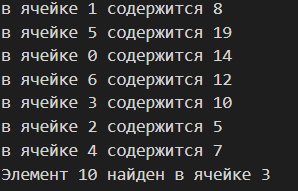 в ячейке 1 содержится 8
в ячейке 5 содержится 19
в ячейке 0 содержится 14
в ячейке 6 содержится 12
в ячейке 3 содержится 10
в ячейке 2 содержится 5
в ячейке 4 содержится 7
Элемент 10 найден в ячейке 3